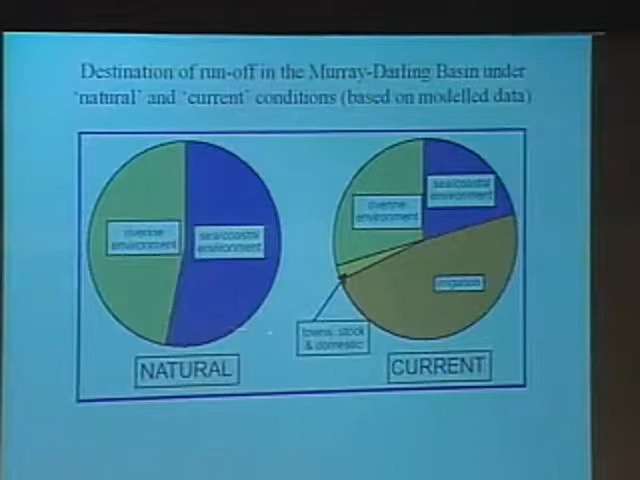 Destination of run-off in the Murray-Darling Basin under
'natural' and 'current' conditions (based on modelled data)
riverine
environment
sea/coastal
environment
riverine
environment
sea/coastal
environment
irrigation
towns, stock
& domestic
NATURAL
CURRENT